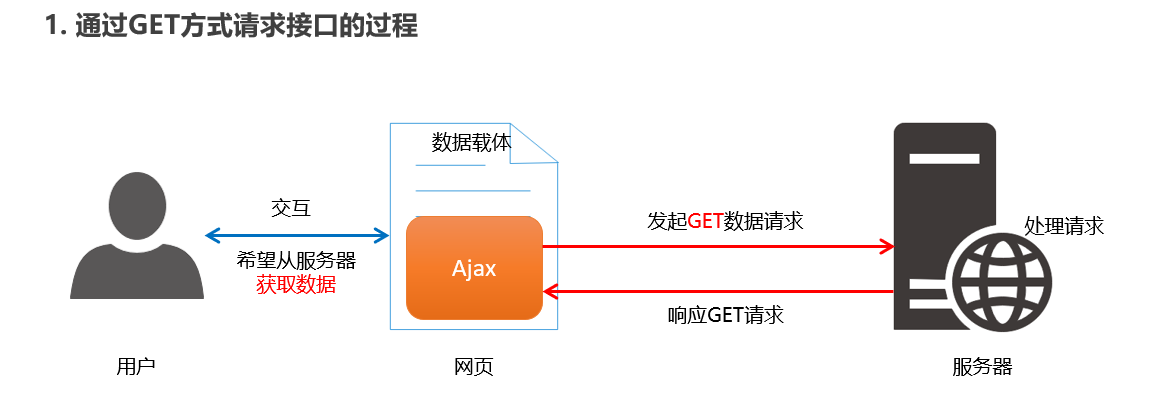 1. 通过GET方式请求接口的过程
数据载体
交互
希望从服务器
获取数据
Ajax
发起GET数据请求
响应GET请求
处理请求
用户
网页
服务器